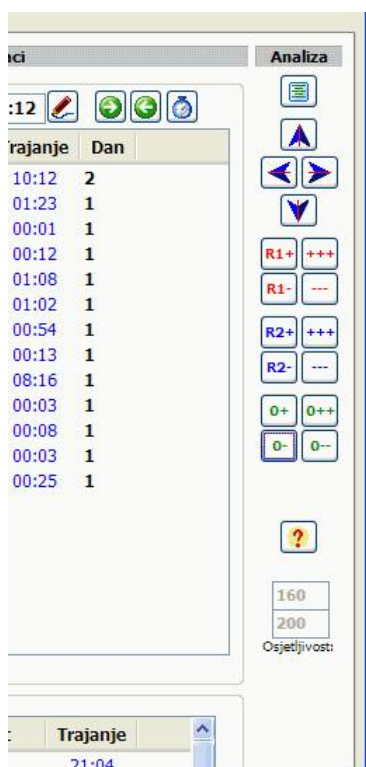 aci
Analiza
:12
rajanje Dan
10:12 2
01:23 1
00:01 1
00:12 1
01:08 1
01:02 1
00:54 1
00:13 1
08:16 1
00:03 1
00:08 1
00:03 1
00:25 1
R1+ +++
R1- ---
R2+ +++
R2- ---
0+ 0++
0- 0--
?
160
200
Osjetljivost:
: Trajanje
21:04